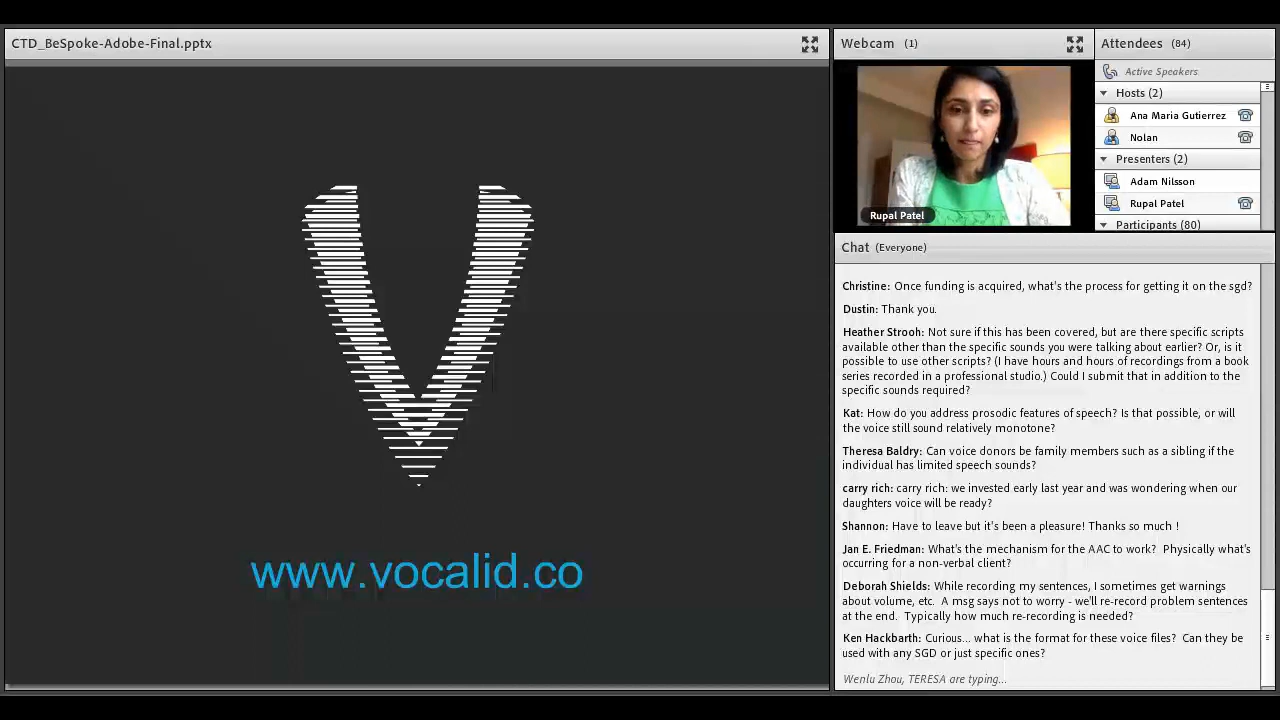 CTD_BeSpoke-Adobe-Final.pptx
www.vocalid.co
Webcam (1)
Rupal Patel
Attendees (84)
Active Speakers
Hosts (2)
Ana Maria Gutierrez
Nolan
Presenters (2)
Adam Nilsson
Rupal Patel
Participants (80)
Chat (Everyone)
Christine: Once funding is acquired, what's the process for getting it on the sgd?
Dustin: Thank you.
Heather Strooh: Not sure if this has been covered, but are there specific scripts
available other than the specific sounds you were talking about earlier? Or, is it
possible to use other scripts? (I have hours and hours of recordings from a book
series recorded in a professional studio.) Could I submit that in addition to the
specific sounds required?
Kat: How do you address prosodic features of speech. Is that possible, or will
the voice still sound relatively monotone?
Theresa Baldry: Can voice donors be family members such as a sibling if the
individual has limited speech sounds?
carry rich: carry rich: we invested early last year and was wondering when our
daughters voice will be ready?
Shannon: Have to leave but it's been a pleasure! Thanks so much !
Jan E. Friedman: What's the mechanism for the AAC to work? Physically what's
occurring for a non-verbal client?
Deborah Shields: While recording my sentences, I sometimes get warnings
about volume, etc. A msg says not to worry - we'll re-record problem sentences
at the end. Typically how much re-recording is needed?
Ken Hackbarth: Curious... what is the format for these voice files? Can they be
used with any SGD or just specific ones?
Wenlu Zhou, TERESA are typing...